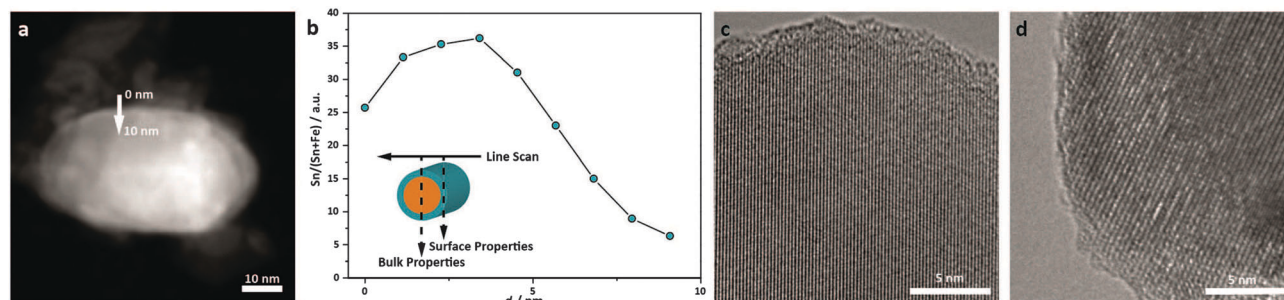 a
0 nm
10 nm
10 nm
b
Sn/(Sn+Fe) / a.u.
40
35
30
25
20
15
10
5
0
Line Scan
Surface Properties
Bulk Properties
0
5
10
d / nm
c
5 nm
d
5 nm